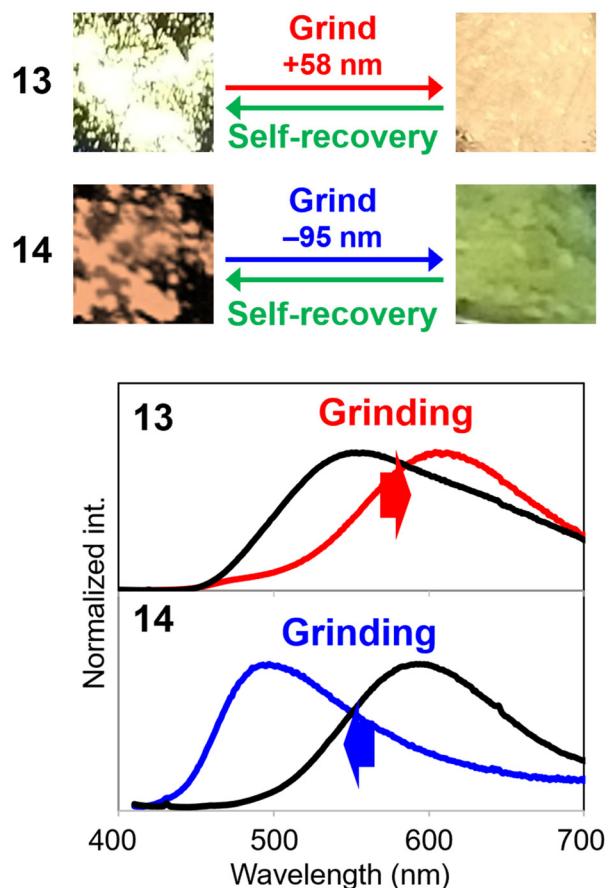 13
Grind
+58 nm
Self-recovery
14
Grind
–95 nm
Self-recovery
13
Grinding
14
Grinding
Normalized int.
400 500 600 700
Wavelength (nm)